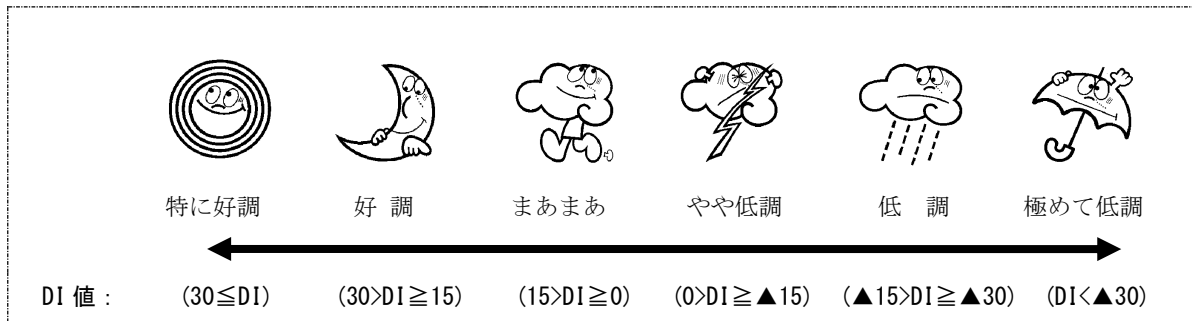 特に好調 好 調 まあまあ やや低調 低 調 極めて低調
DI 値： (30≦DI) (30>DI≧15) (15>DI≧0) (0>DI≧▲15) (▲15>DI≧▲30) (DI<▲30)